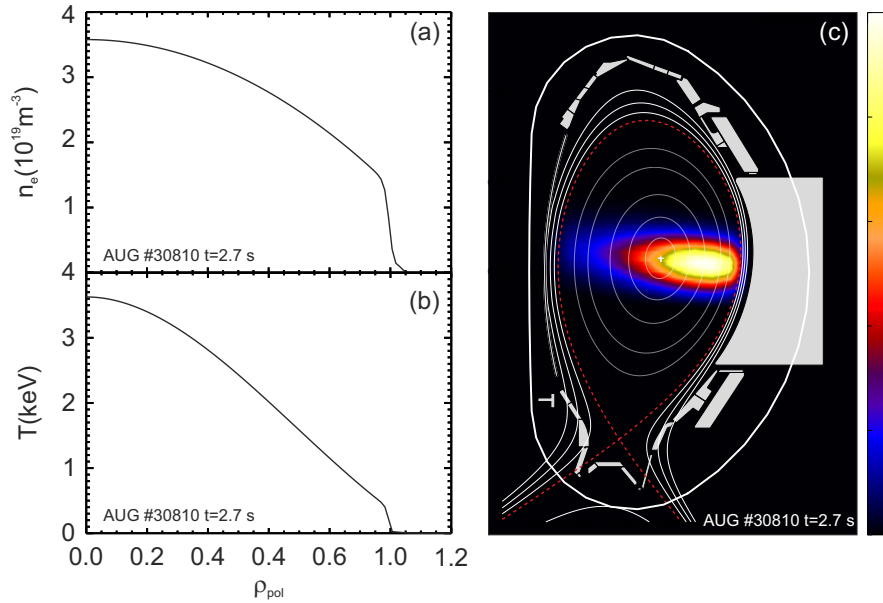 (a)
4
3
2
1
n_e(10^19 m^-3)
AUG #30810 t=2.7 s
4
(b)
3
2
1
0
T(keV)
AUG #30810 t=2.7 s
0.0 0.2 0.4 0.6 0.8 1.0 1.2
ρ_pol
(c)
AUG #30810 t=2.7 s